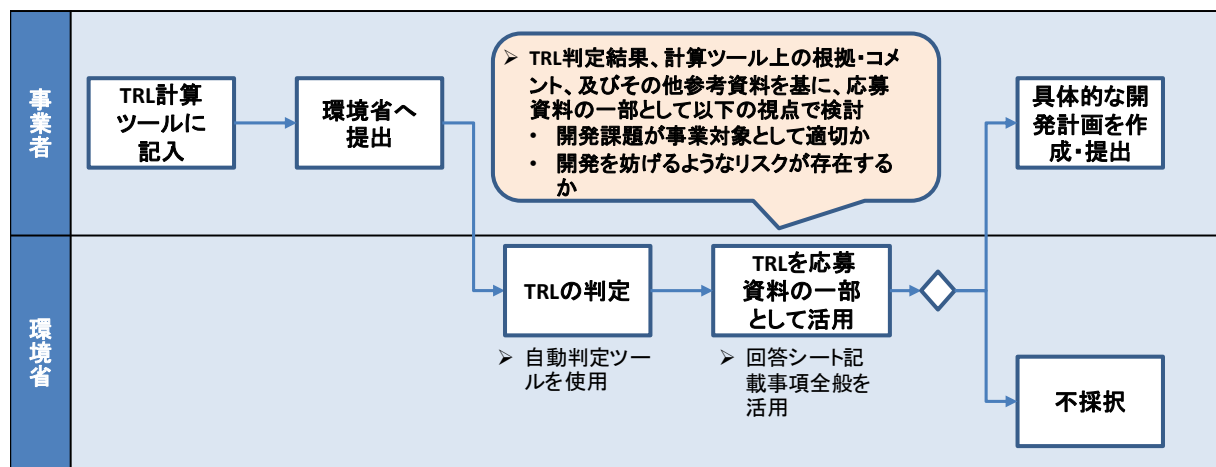 事業者
TRL計算
ツールに
記入
環境省へ
提出
➢ TRL判定結果、計算ツール上の根拠・コ
メント、及びその他参考資料を基に、応募
資料の一部として以下の視点で検討
• 開発課題が事業対象として適切か
• 開発を妨げるようなリスクが存在する
か
具体的な開
発計画を作
成・提出
環境省
TRLの判定
➢ 自動判定ツー
ルを使用
TRLを応募
資料の一部
として活用
➢ 回答シート記
載事項全般を
活用
不採択